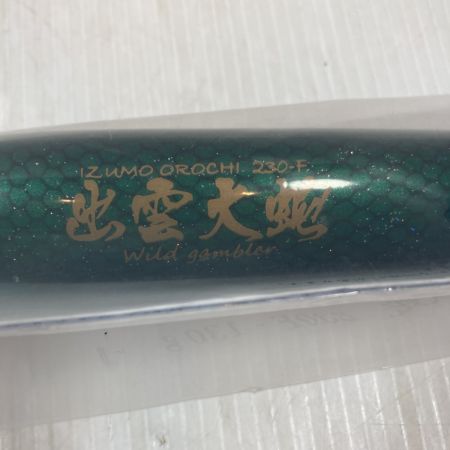 IZUMO OROCHI 230-F
出雲大蛇
Wild gambler